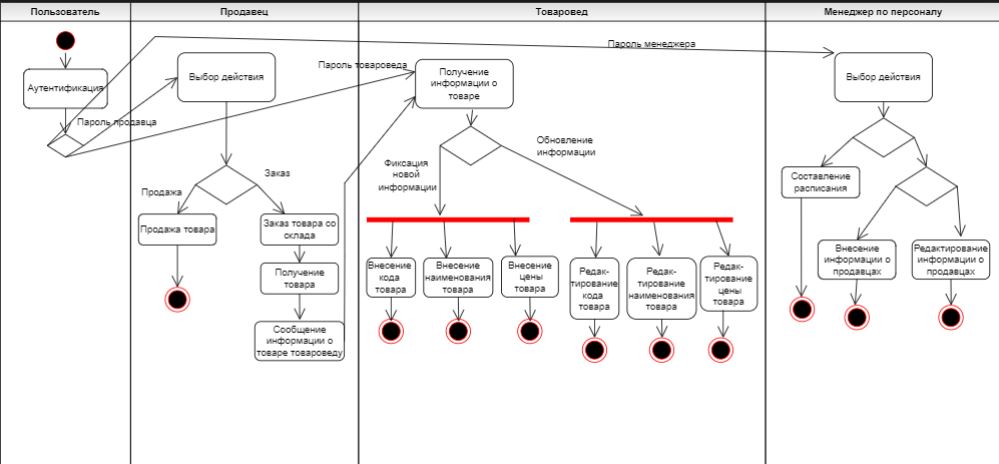 Пользователь
Продавец
Товаровед
Менеджер по персоналу
Аутентификация
Пароль продавца
Выбор действия
Пароль товароведа
Получение
информации о
товаре
Пароль менеджера
Выбор действия
Продажа
Заказ
Продажа товара
Заказ товара со
склада
Получение
товара
Сообщение
информации о
товаре товароведу
Фиксация
новой
информации
Обновление
информации
Внесение
кода
товара
Внесение
наименования
товара
Внесение
цены
товара
Редак-
тирование
кода
товара
Редак-
тирование
наименования
товара
Редак-
тирование
цены
товара
Составление
расписания
Внесение
информации о
продавцах
Редактирование
информации о
продавцах